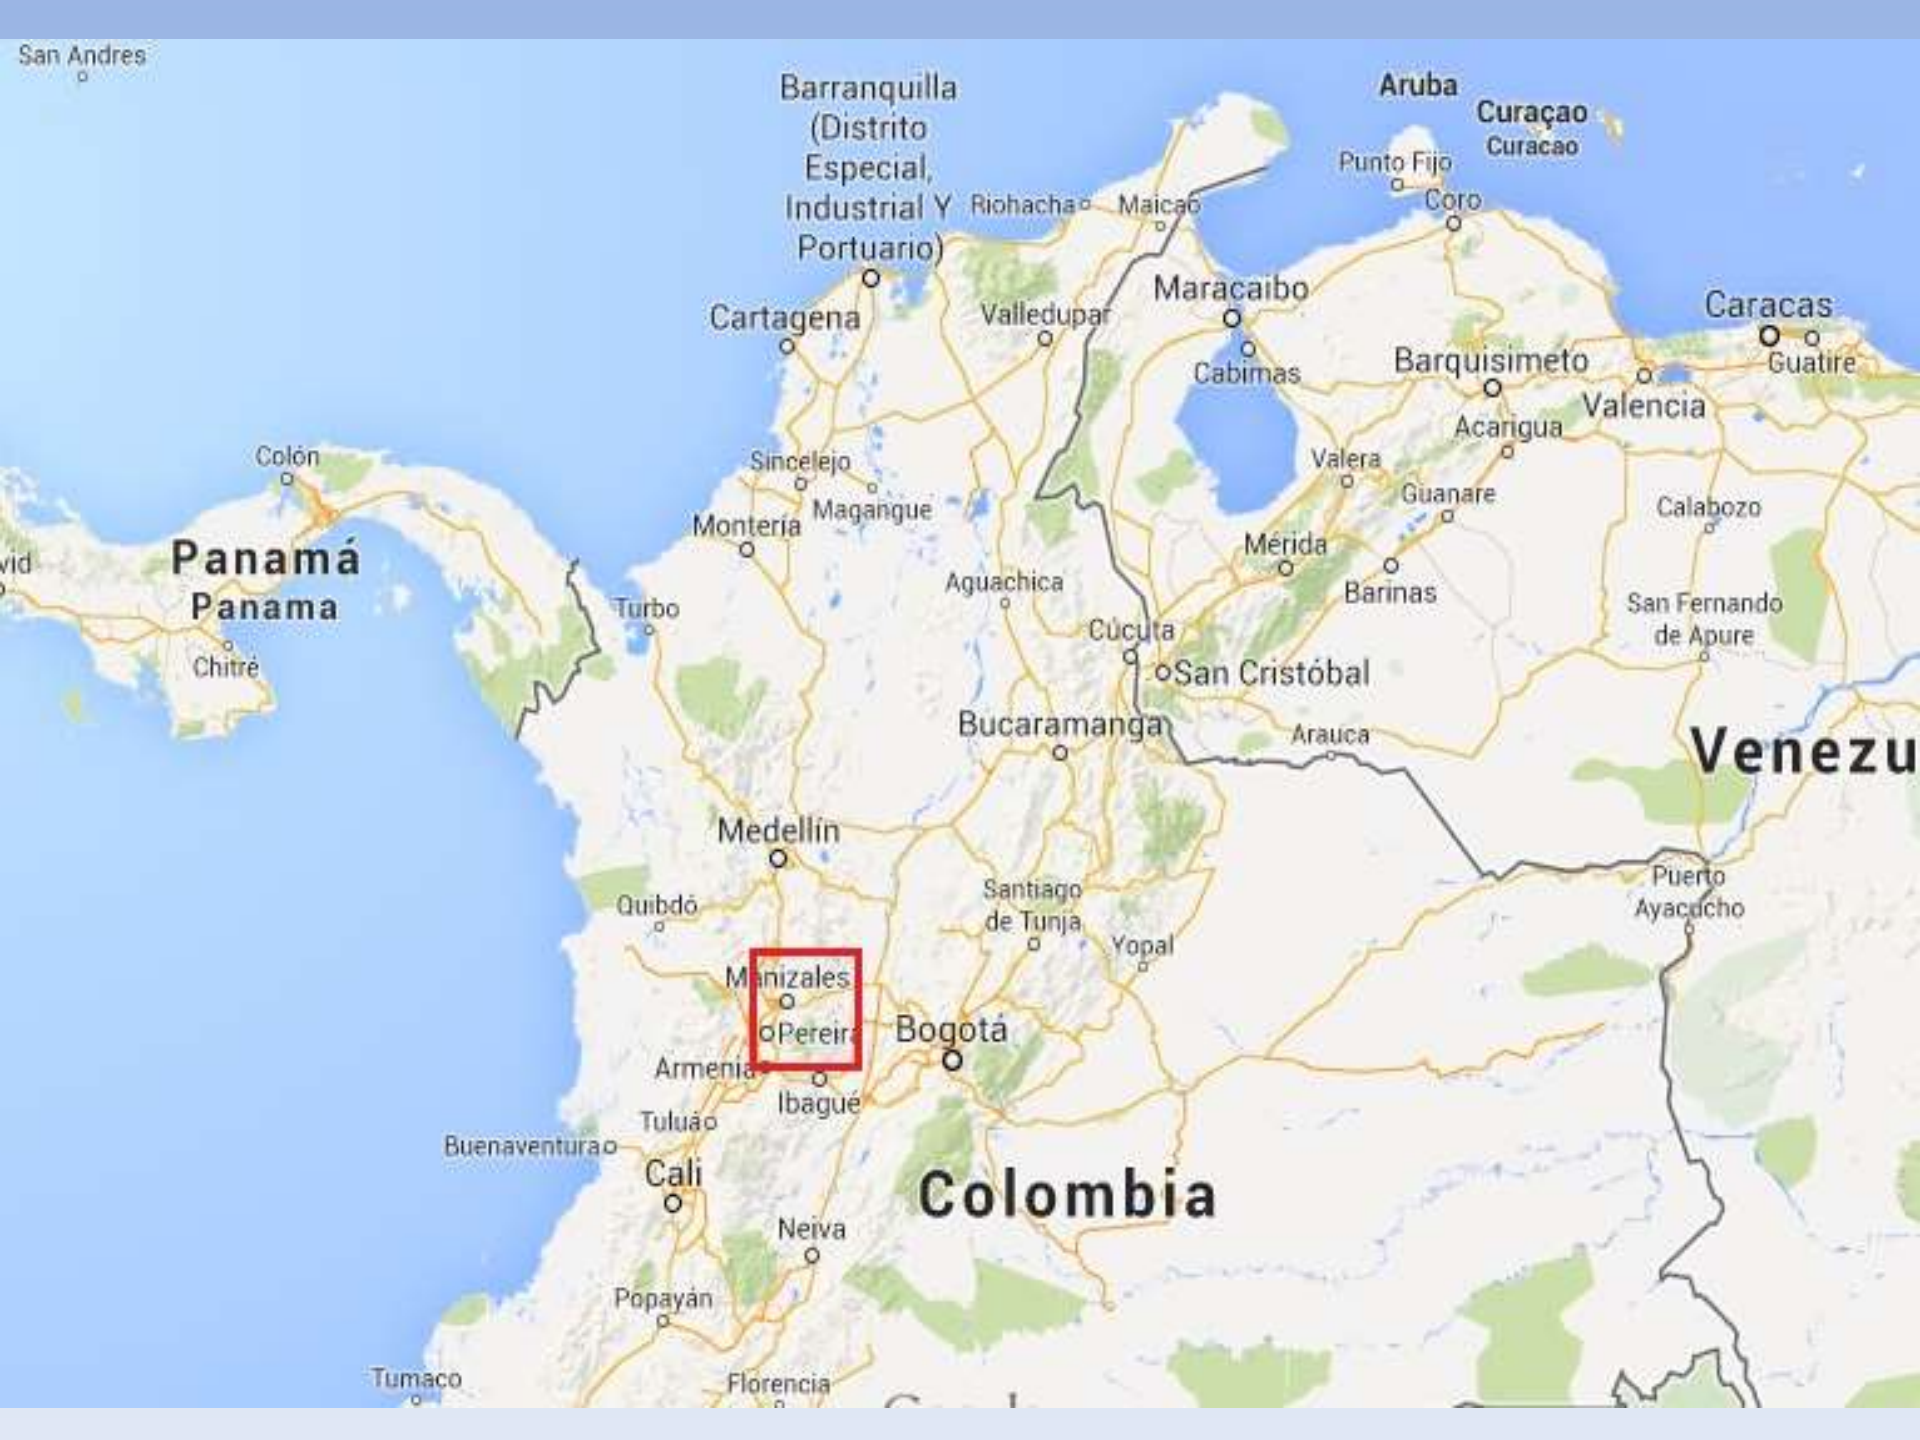 San Andres
Barranquilla
(Distrito
Especial,
Industrial Y
Portuario)
Aruba
Curaçao
Curacao
Punto Fijo
Coro
Riohacha
Maicao
Maracaibo
Caracas
Guatire
Cartagena
Valledupar
Cabimas
Barquisimeto
Valencia
Acarigua
Colón
Sincelejo
Valera
Guanare
Calabozo
Magangue
Montería
Panamá
Panama
vid
Mérida
Barinas
Aguachica
San Fernando
de Apure
Turbo
Cúcuta
Chitré
San Cristóbal
Bucaramanga
Arauca
Venezu
Medellín
Puerto
Ayacucho
Santiago
de Tunja
Quibdó
Yopal
Manizales
Pereira
Bogotá
Armenia
Ibagué
Tuluá
Buenaventura
Cali
Colombia
Neiva
Popayán
Tumaco
Florencia